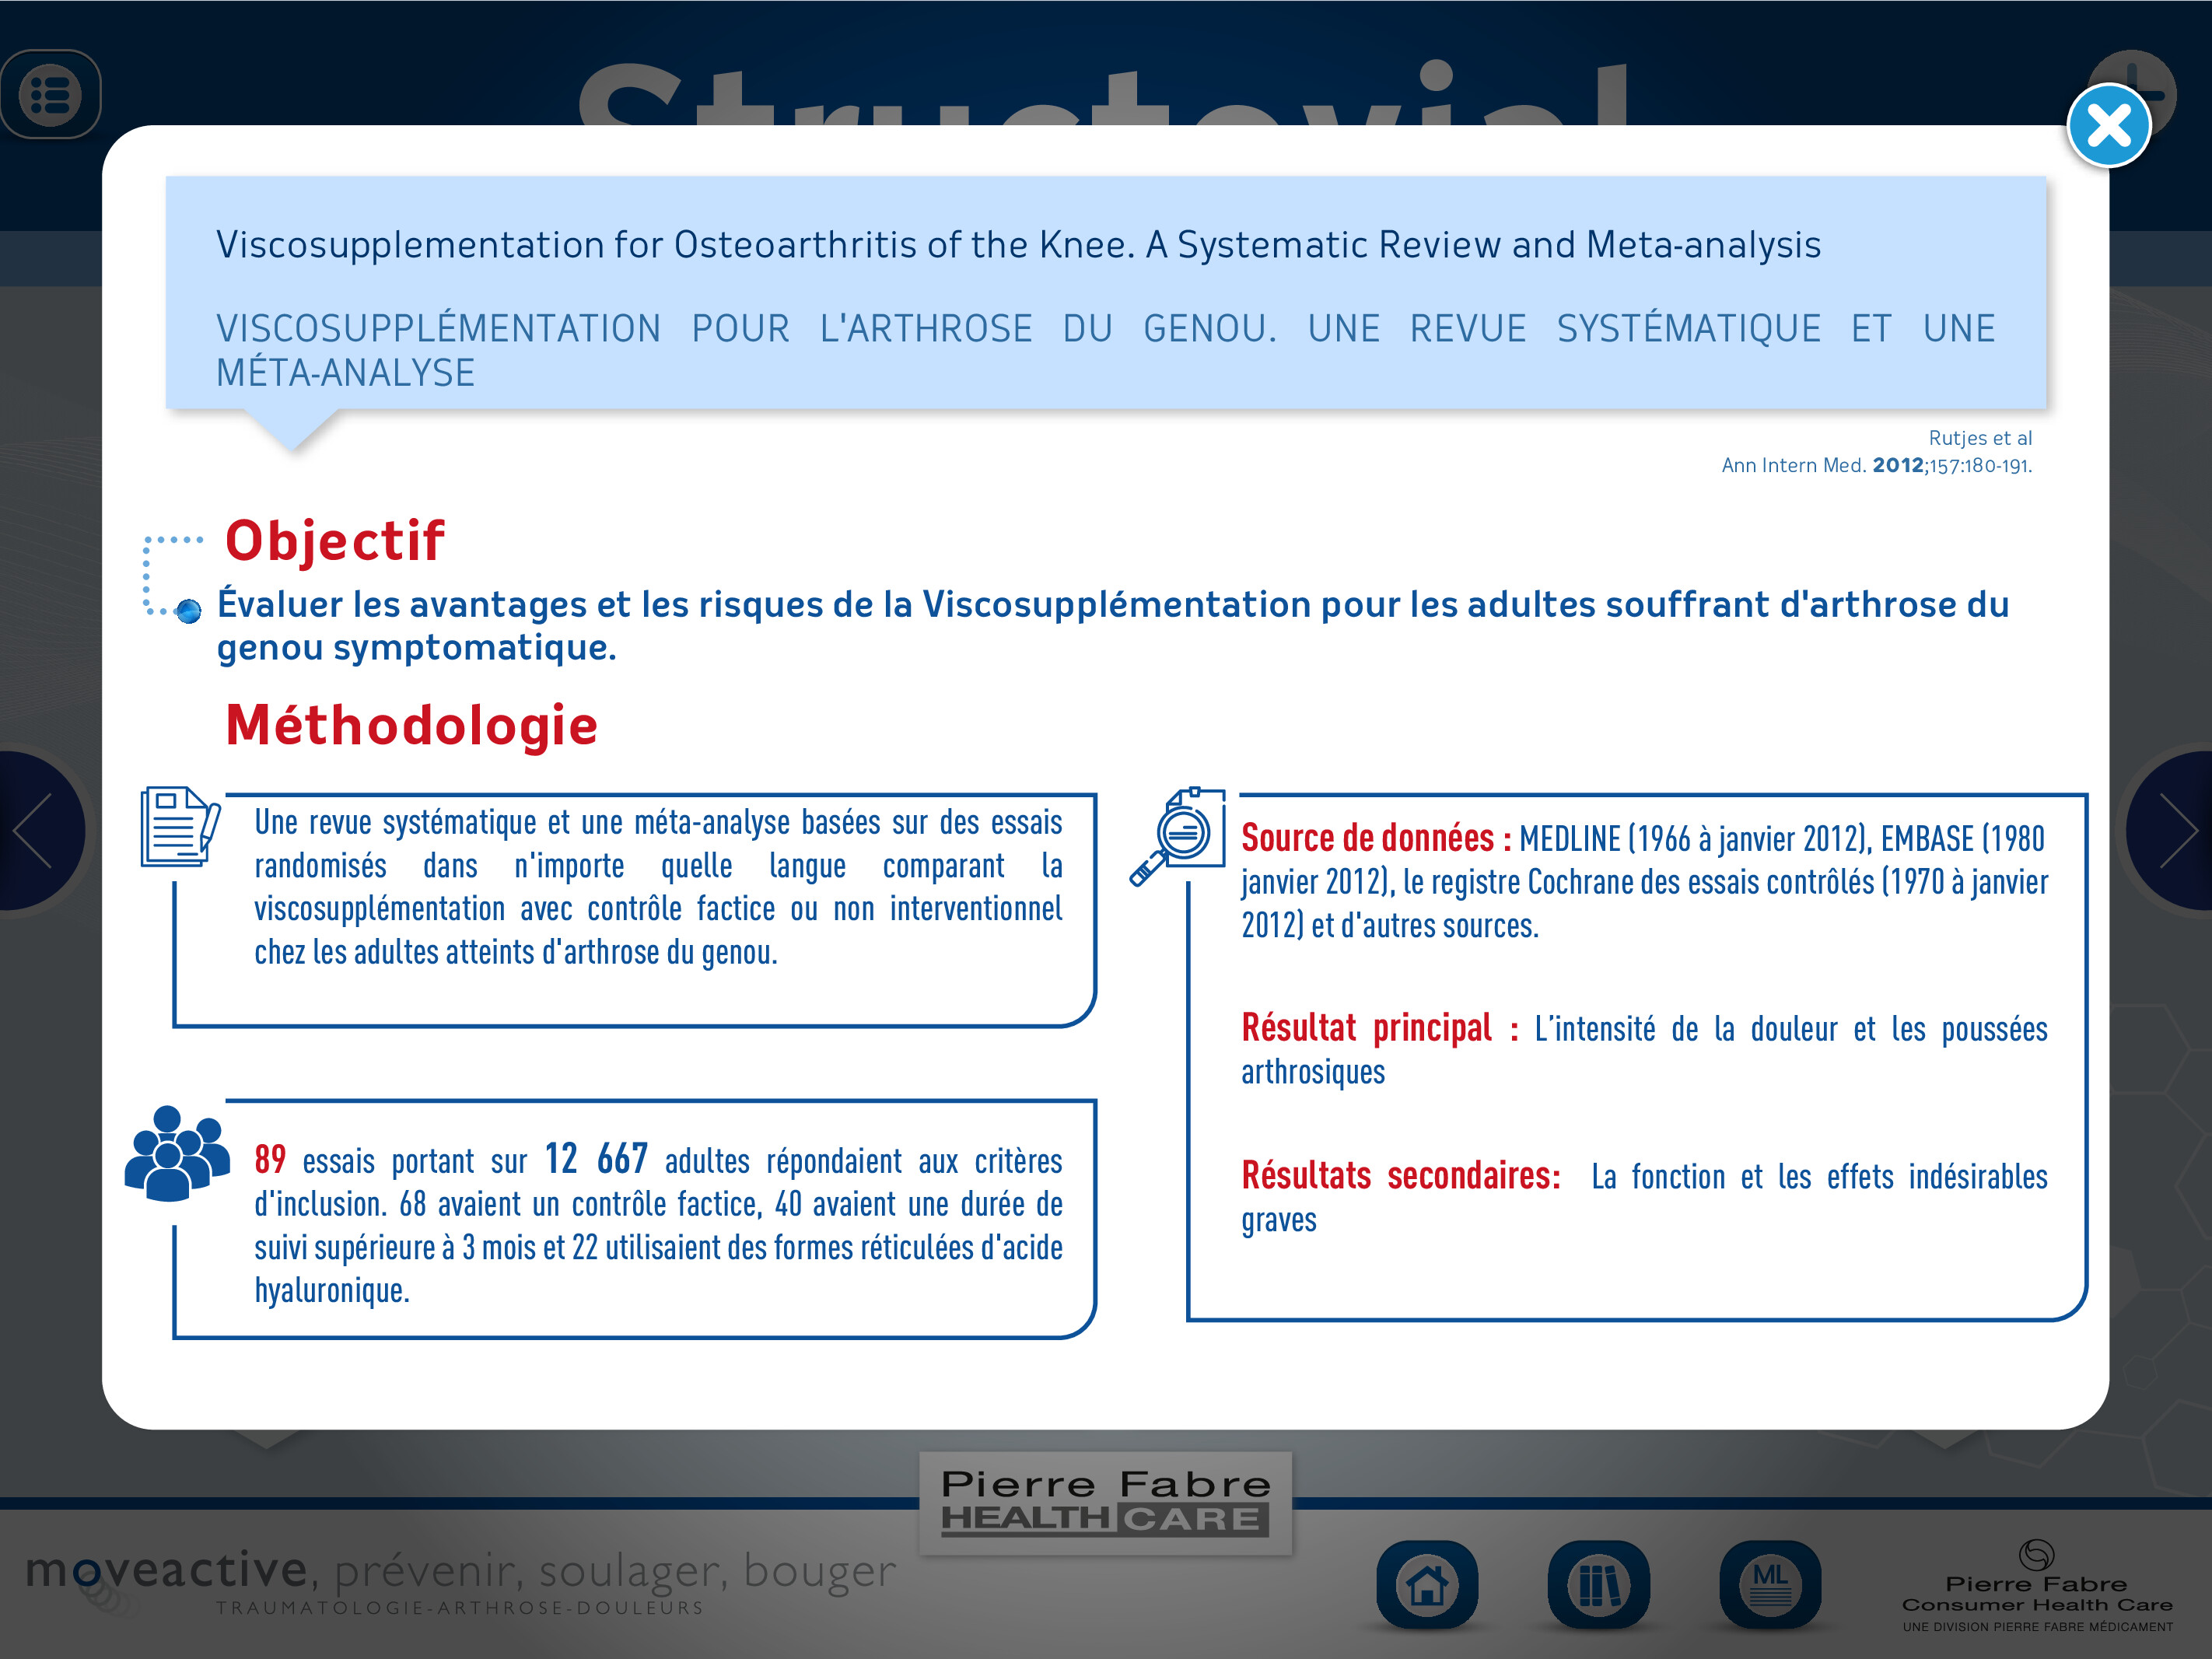 Structovial
Viscosupplementation for Osteoarthritis of the Knee. A Systematic Review and Meta-analysis
VISCOSUPPLÉMENTATION POUR L'ARTHROSE DU GENOU. UNE REVUE SYSTÉMATIQUE ET UNE
MÉTA-ANALYSE
Rutjes et al
Ann Intern Med. 2012;157:180-191.
Objectif
Évaluer les avantages et les risques de la Viscosupplémentation pour les adultes souffrant d'arthrose du
genou symptomatique.
Méthodologie
Une revue systématique et une méta-analyse basées sur des essais
randomisés dans n'importe quelle langue comparant la
viscosupplémentation avec contrôle factice ou non interventionnel
chez les adultes atteints d'arthrose du genou.
89 essais portant sur 12 667 adultes répondaient aux critères
d'inclusion. 68 avaient un contrôle factice, 40 avaient une durée de
suivi supérieure à 3 mois et 22 utilisaient des formes réticulées d'acide
hyaluronique.
Source de données : MEDLINE (1966 à janvier 2012), EMBASE (1980
janvier 2012), le registre Cochrane des essais contrôlés (1970 à janvier
2012) et d'autres sources.
Résultat principal : L’intensité de la douleur et les poussées
arthrosiques
Résultats secondaires: La fonction et les effets indésirables
graves
Pierre Fabre
HEALTH CARE
moveactive, prévenir, soulager, bouger
TRAUMATOLOGIE-ARTHROSE-DOULEURS
ML
Pierre Fabre
Consumer Health Care
UNE DIVISION PIERRE FABRE MÉDICAMENT